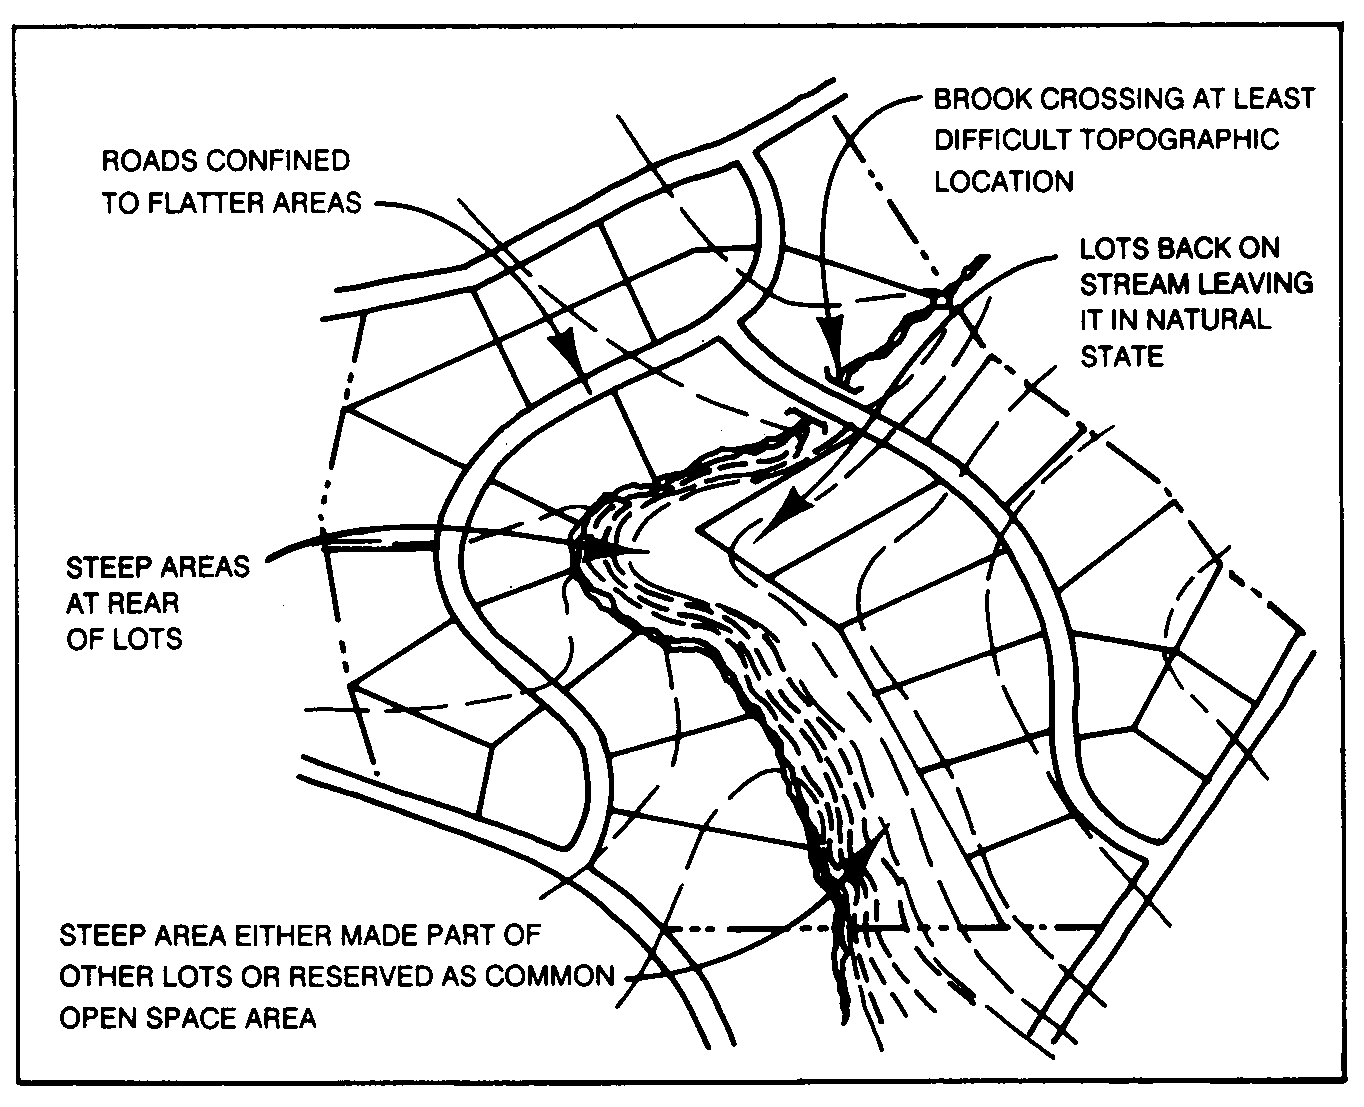 BROOK CROSSING AT LEAST
DIFFICULT TOPOGRAPHIC
LOCATION
ROADS CONFINED
TO FLATTER AREAS
LOTS BACK ON
STREAM LEAVING
IT IN NATURAL
STATE
STEEP AREAS
AT REAR
OF LOTS
STEEP AREA EITHER MADE PART OF
OTHER LOTS OR RESERVED AS COMMON
OPEN SPACE AREA